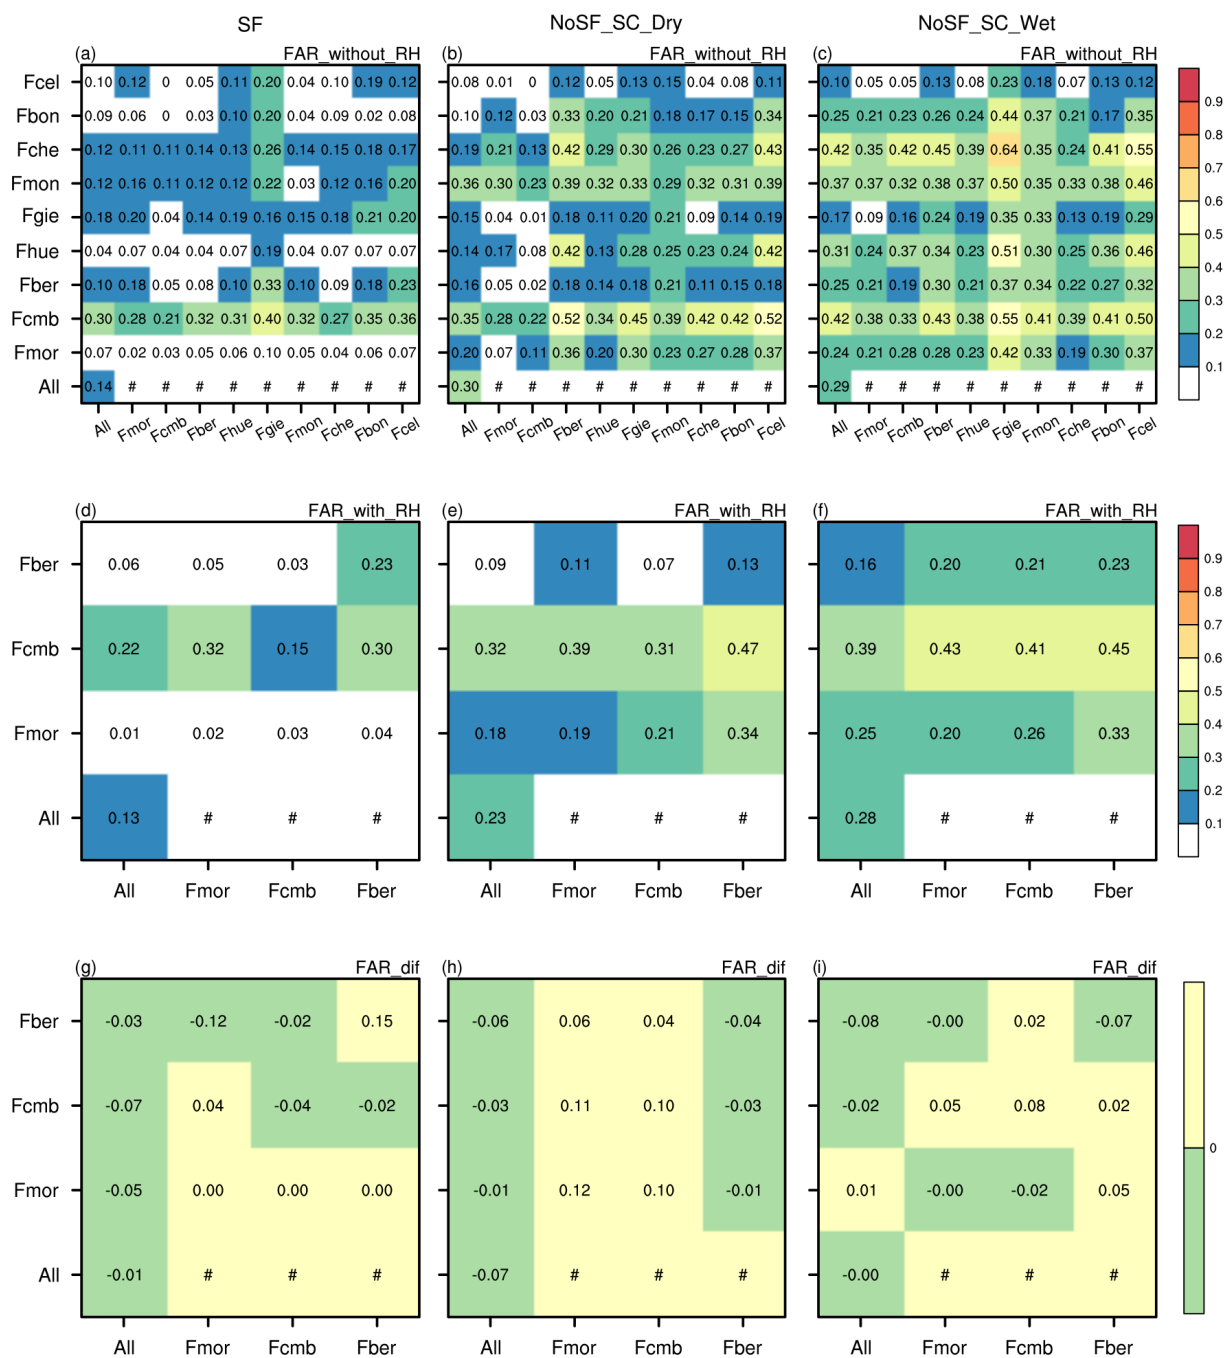 SF NoSF_SC_Dry NoSF_SC_Wet
(a) FAR_without_RH (b) FAR_without_RH (c) FAR_without_RH
Fcel 0.10 0.12 0 0.05 0.11 0.20 0.04 0.10 0.19 0.12 0.08 0.01 0 0.12 0.05 0.13 0.15 0.04 0.08 0.11 0.10 0.05 0.05 0.13 0.08 0.23 0.18 0.07 0.13 0.12 0.9
Fbon 0.09 0.06 0 0.03 0.10 0.20 0.04 0.09 0.02 0.08 0.10 0.12 0.03 0.33 0.20 0.21 0.18 0.17 0.15 0.34 0.25 0.21 0.23 0.26 0.24 0.44 0.37 0.21 0.17 0.35 0.8
Fche 0.12 0.11 0.11 0.14 0.13 0.26 0.14 0.15 0.18 0.17 0.19 0.21 0.13 0.42 0.29 0.30 0.26 0.23 0.27 0.43 0.42 0.35 0.42 0.45 0.39 0.64 0.35 0.24 0.41 0.55 0.7
Fmon 0.12 0.16 0.11 0.12 0.12 0.22 0.03 0.12 0.16 0.20 0.36 0.30 0.23 0.39 0.32 0.33 0.29 0.32 0.31 0.39 0.37 0.37 0.32 0.38 0.37 0.50 0.35 0.33 0.38 0.46 0.6
Fgie 0.18 0.20 0.04 0.14 0.19 0.16 0.15 0.18 0.21 0.20 0.15 0.04 0.01 0.18 0.11 0.20 0.21 0.09 0.14 0.19 0.17 0.09 0.16 0.24 0.19 0.35 0.33 0.13 0.19 0.29 0.5
Fhue 0.04 0.07 0.04 0.04 0.07 0.19 0.04 0.07 0.07 0.07 0.14 0.17 0.08 0.42 0.13 0.28 0.25 0.23 0.24 0.42 0.31 0.24 0.37 0.34 0.23 0.51 0.30 0.25 0.36 0.46 0.4
Fber 0.10 0.18 0.05 0.08 0.10 0.33 0.10 0.09 0.18 0.23 0.16 0.05 0.02 0.18 0.14 0.18 0.21 0.11 0.15 0.18 0.25 0.21 0.19 0.30 0.21 0.37 0.34 0.22 0.27 0.32 0.3
Fcmb 0.30 0.28 0.21 0.32 0.31 0.40 0.32 0.27 0.35 0.36 0.35 0.28 0.22 0.52 0.34 0.45 0.39 0.42 0.42 0.52 0.42 0.38 0.33 0.43 0.38 0.55 0.41 0.39 0.41 0.50 0.2
Fmor 0.07 0.02 0.03 0.05 0.06 0.10 0.05 0.04 0.06 0.07 0.20 0.07 0.11 0.36 0.20 0.30 0.23 0.27 0.28 0.37 0.24 0.21 0.28 0.28 0.23 0.42 0.33 0.19 0.30 0.37 0.1
All 0.14 # # # # # # # # # 0.30 # # # # # # # # # 0.29 # # # # # # # # #
All Fmor Fcmb Fber Fhue Fgie Fmon Fche Fbon Fcel All Fmor Fcmb Fber Fhue Fgie Fmon Fche Fbon Fcel All Fmor Fcmb Fber Fhue Fgie Fmon Fche Fbon Fcel
(d) FAR_with_RH (e) FAR_with_RH (f) FAR_with_RH
0.9
Fber 0.06 0.05 0.03 0.23 0.09 0.11 0.07 0.13 0.16 0.20 0.21 0.23
0.8
0.7
Fcmb 0.22 0.32 0.15 0.30 0.32 0.39 0.31 0.47 0.39 0.43 0.41 0.45
0.6
0.5
0.4
Fmor 0.01 0.02 0.03 0.04 0.18 0.19 0.21 0.34 0.25 0.20 0.26 0.33
0.3
0.2
All 0.13 # # # 0.23 # # # 0.28 # # #
0.1
All Fmor Fcmb Fber All Fmor Fcmb Fber All Fmor Fcmb Fber
(g) FAR_dif (h) FAR_dif (i) FAR_dif
Fber -0.03 -0.12 -0.02 0.15 -0.06 0.06 0.04 -0.04 -0.08 -0.00 0.02 -0.07
Fcmb -0.07 0.04 -0.04 -0.02 -0.03 0.11 0.10 -0.03 -0.02 0.05 0.08 0.02
0
Fmor -0.05 0.00 0.00 0.00 -0.01 0.12 0.10 -0.01 0.01 -0.00 -0.02 0.05
All -0.01 # # # -0.07 # # # -0.00 # # #
All Fmor Fcmb Fber All Fmor Fcmb Fber All Fmor Fcmb Fber